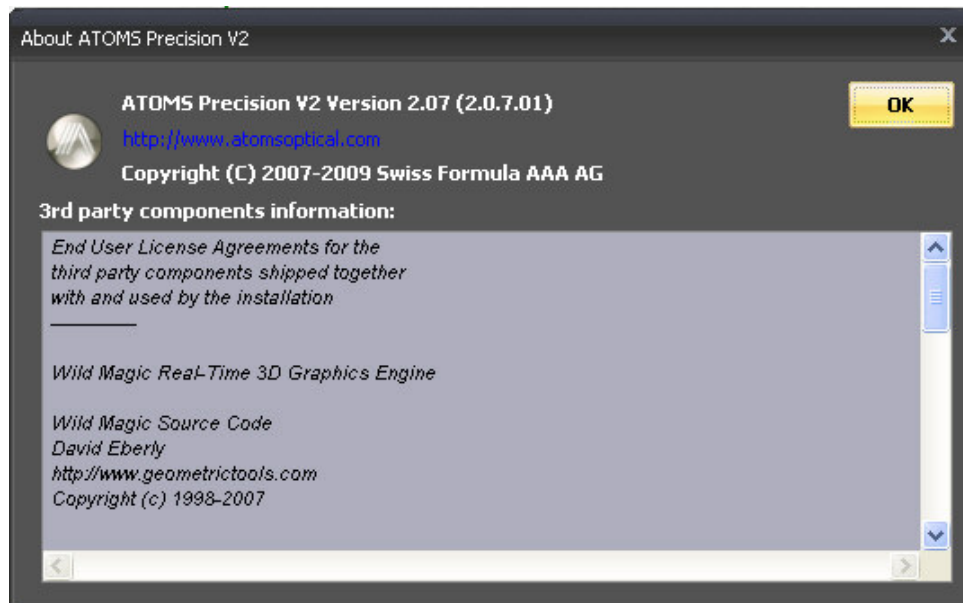 About ATOMS Precision V2
X
ATOMS Precision V2 Version 2.07 (2.0.7.01)
OK
http://www.atomsoptical.com
Copyright (C) 2007-2009 Swiss Formula AAA AG
3rd party components information:
End User License Agreements for the
third party components shipped together
with and used by the installation
Wild Magic Real-Time 3D Graphics Engine
Wild Magic Source Code
David Eberly
http://www.geometrictools.com
Copyright (c) 1998-2007